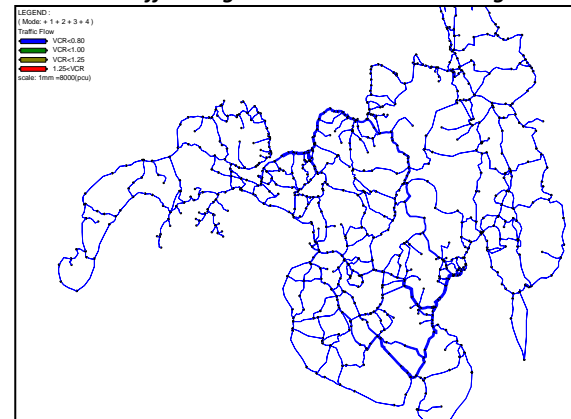 LEGEND :
( Mode: + 1 + 2 + 3 + 4 )
Traffic Flow
VCR<0.80
VCR<1.00
VCR<1.25
1.25<VCR
scale: 1mm =8000(pcu)